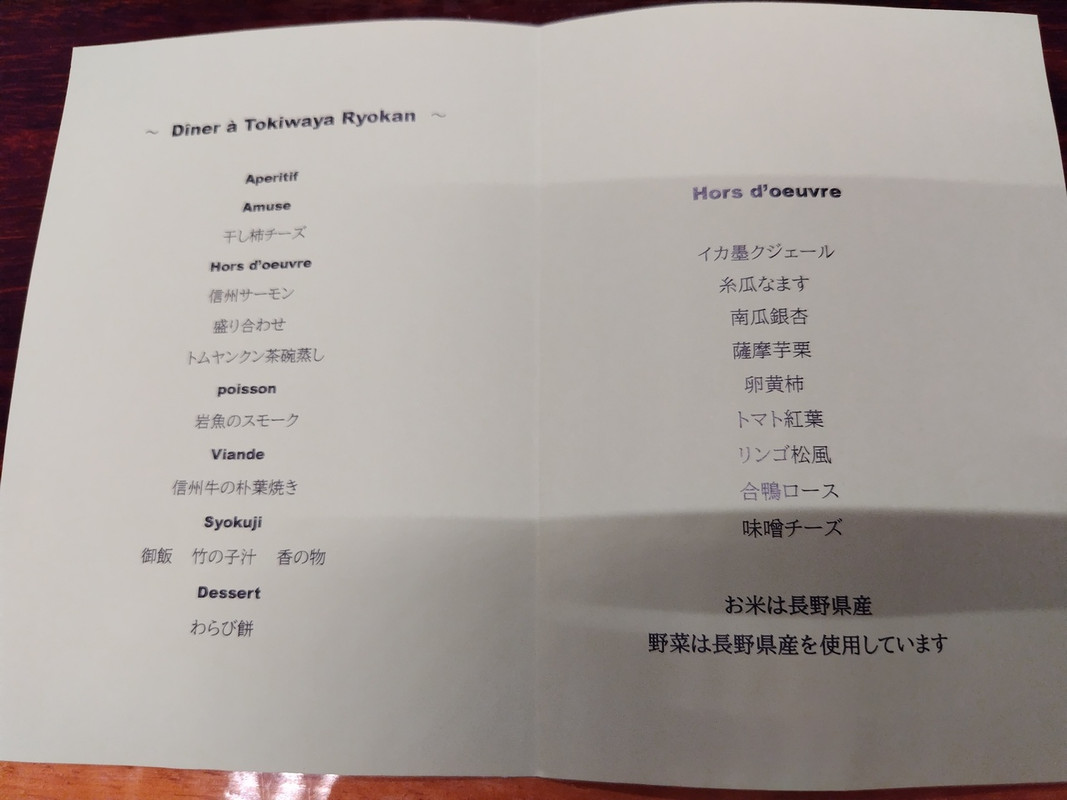 ～ Dîner à Tokiwaya Ryokan ～
Aperitif
Amuse
干し柿チーズ
Hors d'oeuvre
信州サーモン
盛り合わせ
トムヤンクン茶碗蒸し
poisson
岩魚のスモーク
Viande
信州牛の朴葉焼き
Syokuji
御飯　竹の子汁　香の物
Dessert
わらび餅
Hors d'oeuvre
イカ墨クジェール
糸瓜なます
南瓜銀杏
薩摩芋栗
卵黄柿
トマト紅葉
リンゴ松風
合鴨ロース
味噌チーズ
お米は長野県産
野菜は長野県産を使用しています